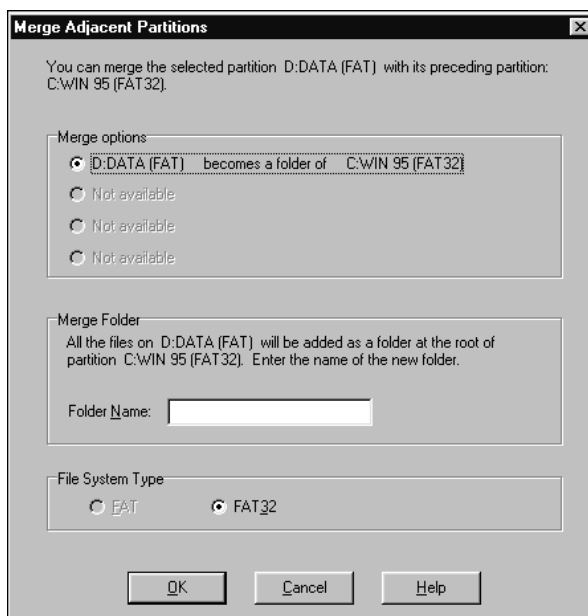 Merge Adjacent Partitions
You can merge the selected partition D:DATA (FAT) with its preceding partition:
C:WIN 95 (FAT32).
Merge options
D:DATA (FAT) becomes a folder of C:WIN 95 (FAT32)
Not available
Not available
Not available
Merge Folder
All the files on D:DATA (FAT) will be added as a folder at the root of
partition C:WIN 95 (FAT32). Enter the name of the new folder.
Folder Name:
File System Type
FAT FAT32
OK Cancel Help